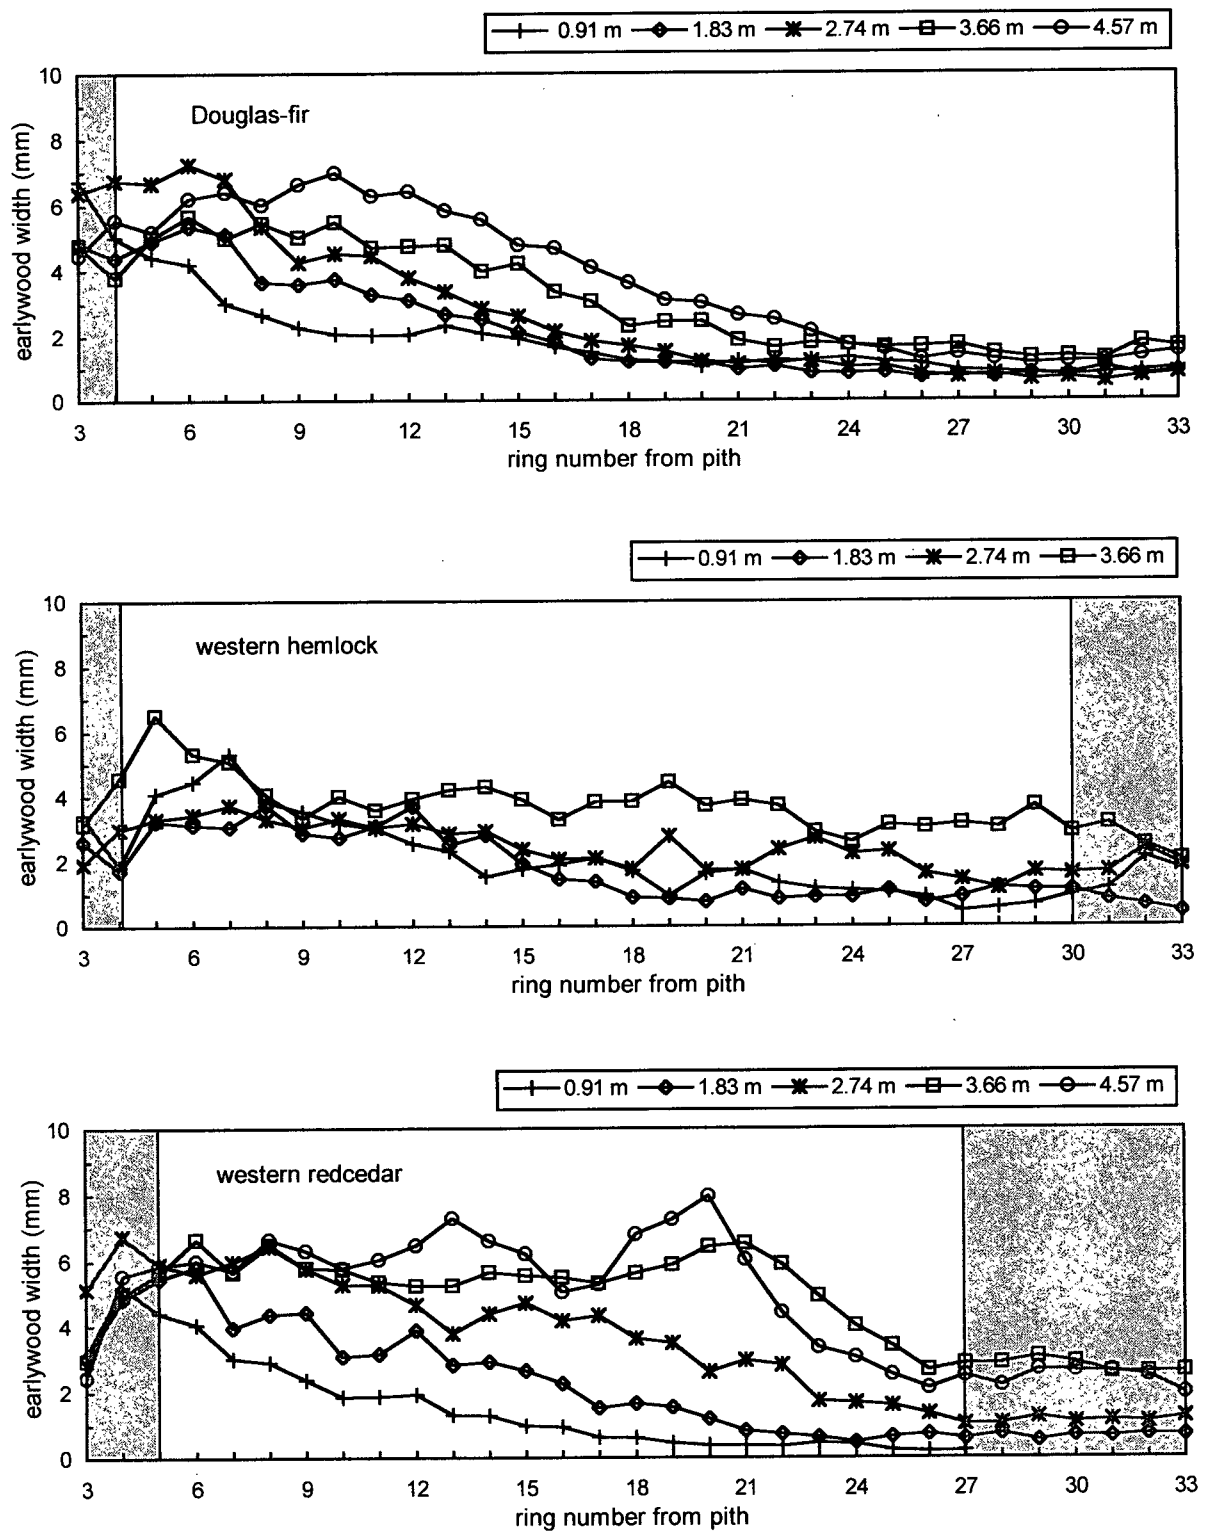 0.91 m 1.83 m 2.74 m 3.66 m 4.57 m
10
Douglas-fir
8
6
4
2
0
earlywood width (mm)
3 6 9 12 15 18 21 24 27 30 33
ring number from pith
0.91 m 1.83 m 2.74 m 3.66 m
10
western hemlock
8
6
4
2
0
earlywood width (mm)
3 6 9 12 15 18 21 24 27 30 33
ring number from pith
0.91 m 1.83 m 2.74 m 3.66 m 4.57 m
10
western redcedar
8
6
4
2
0
earlywood width (mm)
3 6 9 12 15 18 21 24 27 30 33
ring number from pith